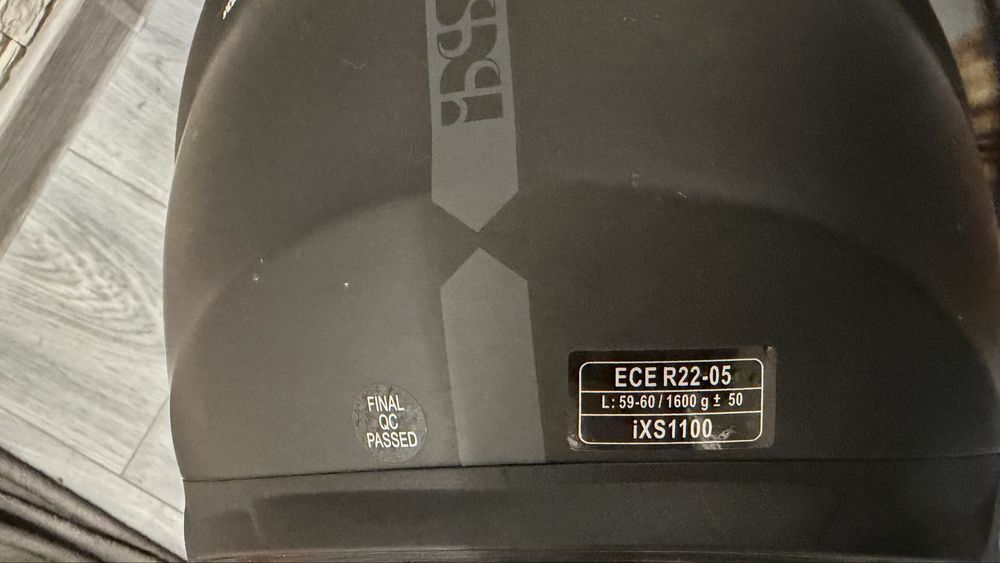 iXS
FINAL
QC
PASSED
ECE R22-05
L: 59-60 / 1600 g ± 50
iXS1100